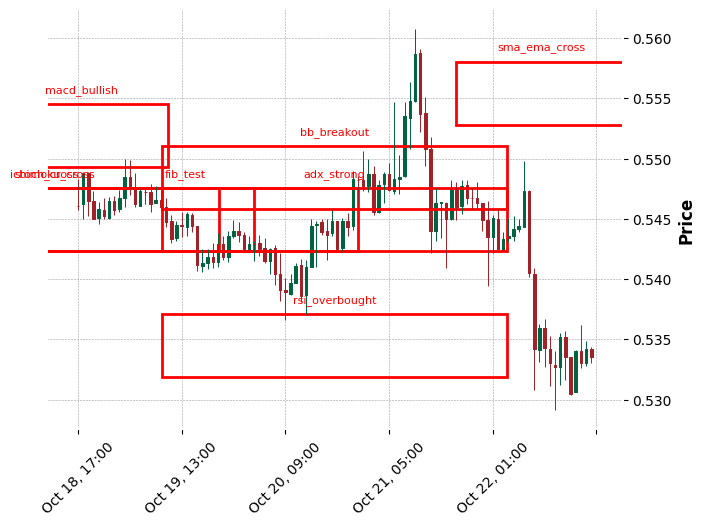 sma_ema_cross
macd_bullish
bb_breakout
stoch_cross
fib_test
adx_strong
rsi_overbought
0.560
0.555
0.550
0.545
0.540
0.535
0.530
Price
Oct 18, 17:00
Oct 19, 13:00
Oct 20, 09:00
Oct 21, 05:00
Oct 22, 01:00